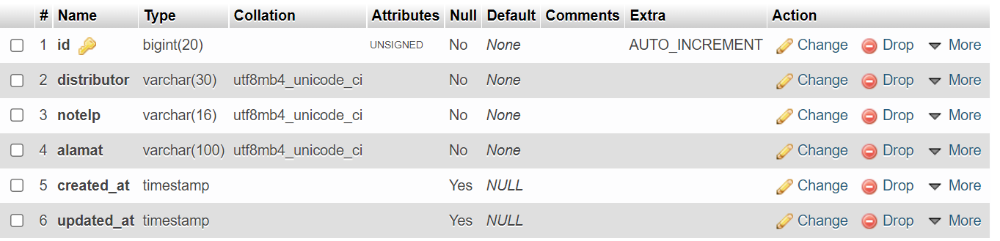 # Name Type Collation Attributes Null Default Comments Extra Action
1 id bigint(20) UNSIGNED No None AUTO_INCREMENT Change Drop More
2 distributor varchar(30) utf8mb4_unicode_ci No None Change Drop More
3 notelp varchar(16) utf8mb4_unicode_ci No None Change Drop More
4 alamat varchar(100) utf8mb4_unicode_ci No None Change Drop More
5 created_at timestamp Yes NULL Change Drop More
6 updated_at timestamp Yes NULL Change Drop More